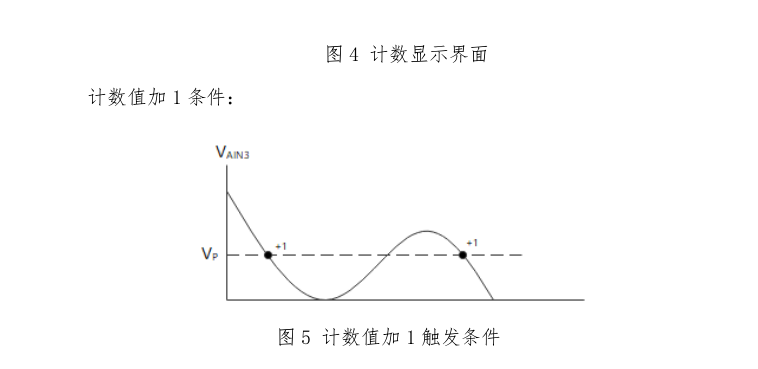 图 4 计数显示界面
计数值加 1 条件：
VAIN3
+1 +1
VP
图 5 计数值加 1 触发条件